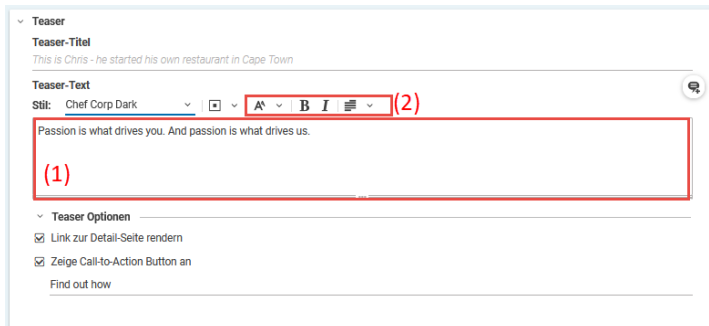 Teaser
Teaser-Titel
This is Chris - he started his own restaurant in Cape Town
Teaser-Text
Stil: Chef Corp Dark B I (2)
Passion is what drives you. And passion is what drives us.
(1)
Teaser Optionen
Link zur Detail-Seite rendern
Zeige Call-to-Action Button an
Find out how